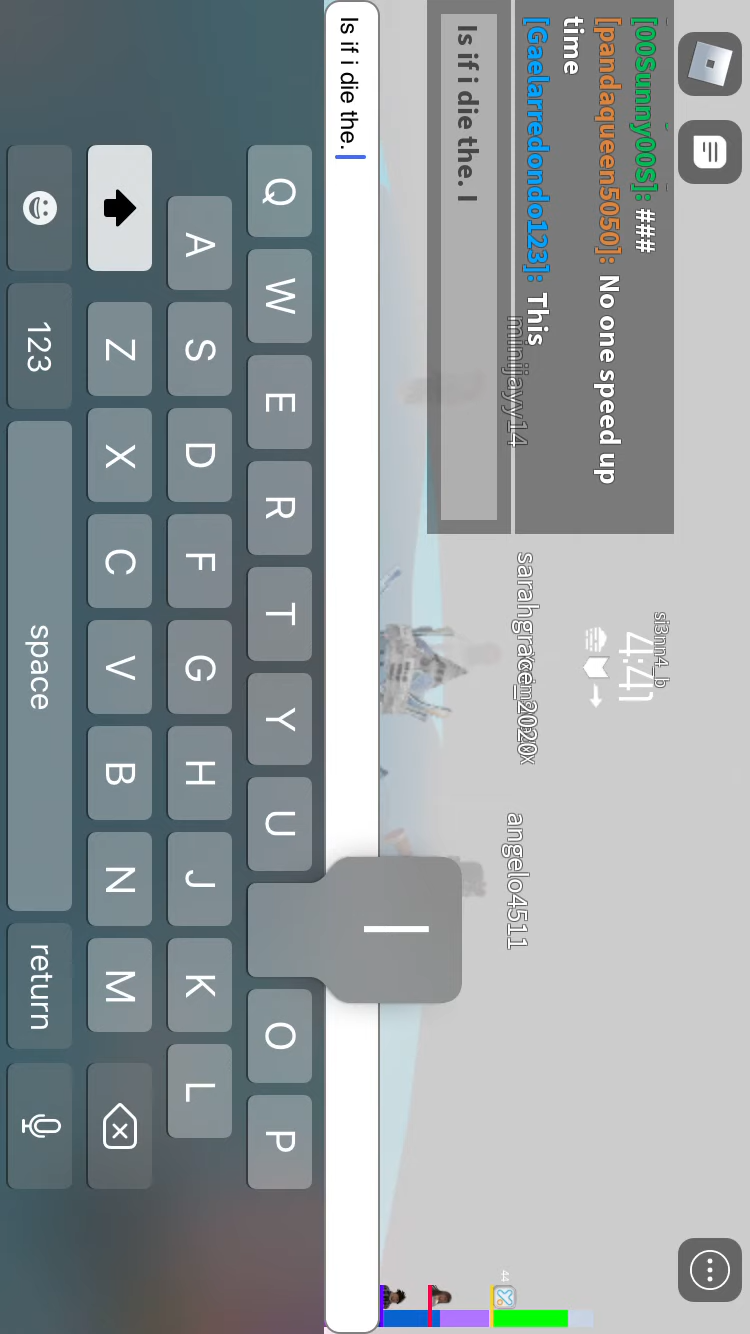 [00Sunny00S]: ###
[pandaqueen5050]: No one speed up
time
[Gaelarredondo123]: This
Is if i die the. I
minijayy14
si3nn4_b
4:41
angelo4511
44
Is if i die the.
Q W E R T Y U I O P
A S D F G H J K L
Z X C V B N M
123 space return